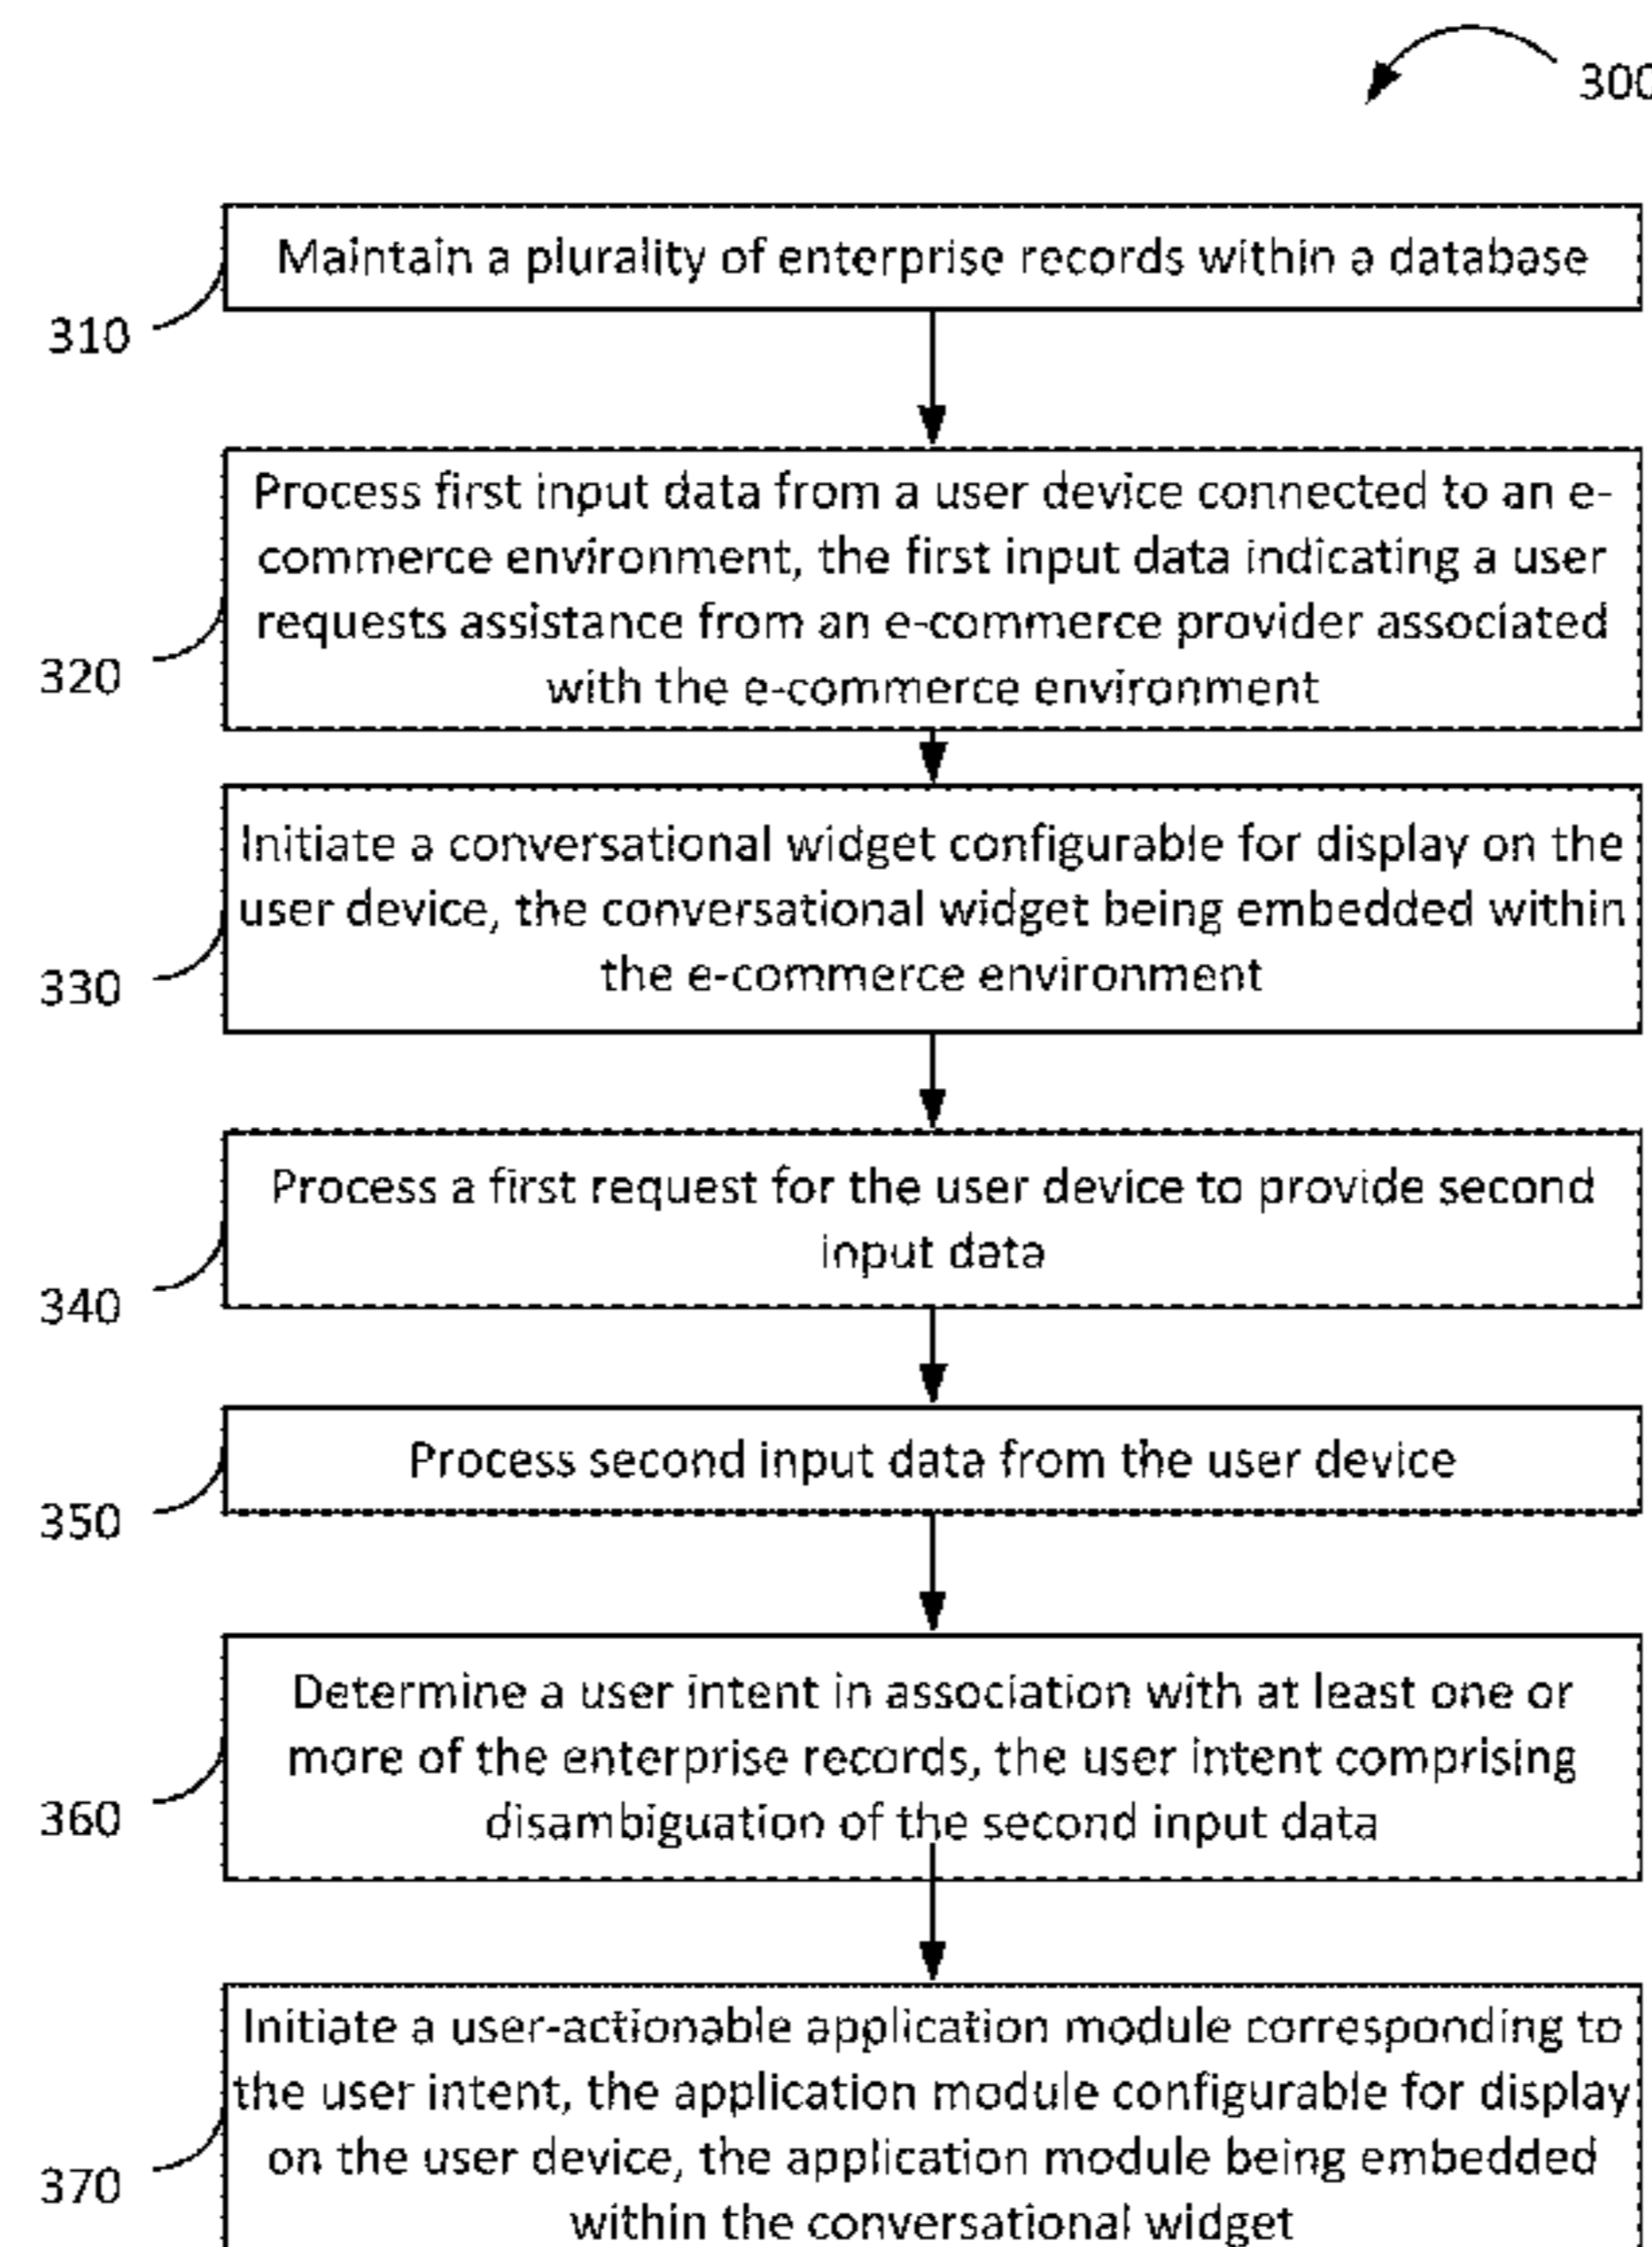 300
Maintain a plurality of enterprise records within a database
310
Process first input data from a user device connected to an e-
commerce environment, the first input data indicating a user
requests assistance from an e-commerce provider associated
with the e-commerce environment
320
Initiate a conversational widget configurable for display on the
user device, the conversational widget being embedded within
the e-commerce environment
330
Process a first request for the user device to provide second
input data
340
Process second input data from the user device
350
Determine a user intent in association with at least one or
more of the enterprise records, the user intent comprising
disambiguation of the second input data
360
Initiate a user-actionable application module corresponding to
the user intent, the application module configurable for display
on the user device, the application module being embedded
within the conversational widget
370